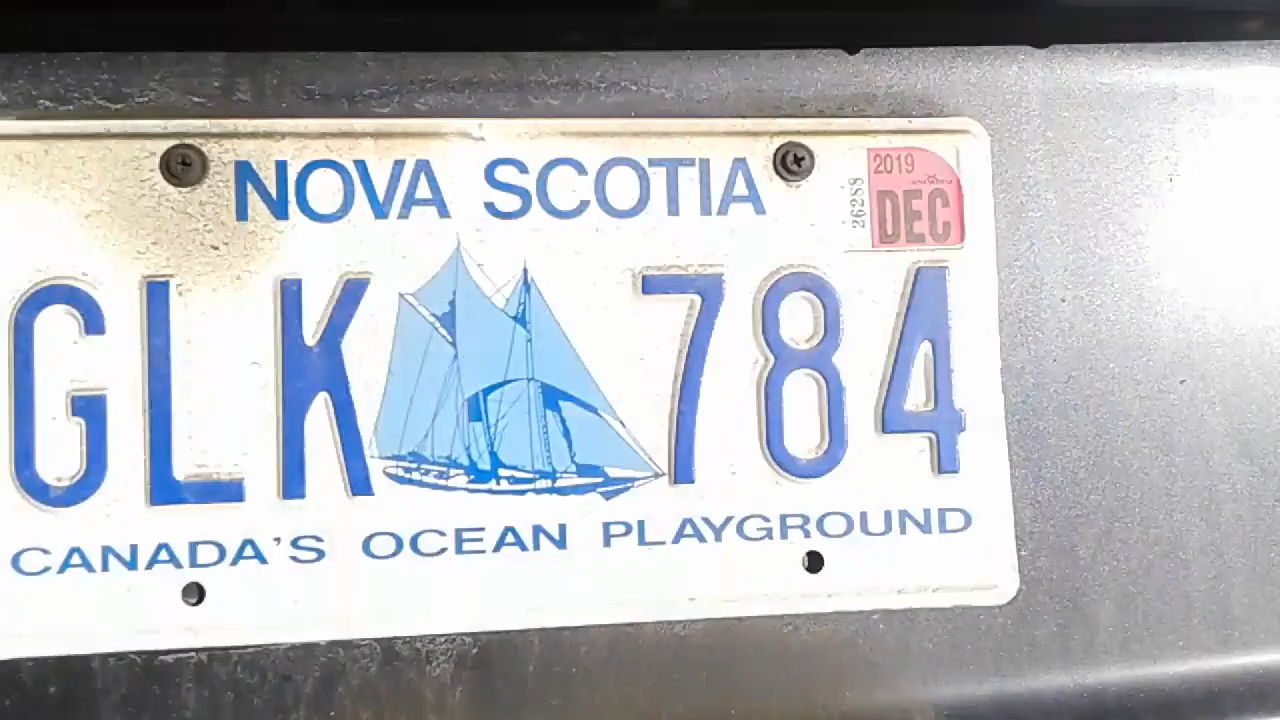 NOVA SCOTIA
2019
DEC
26288
GLK 784
CANADA'S OCEAN PLAYGROUND